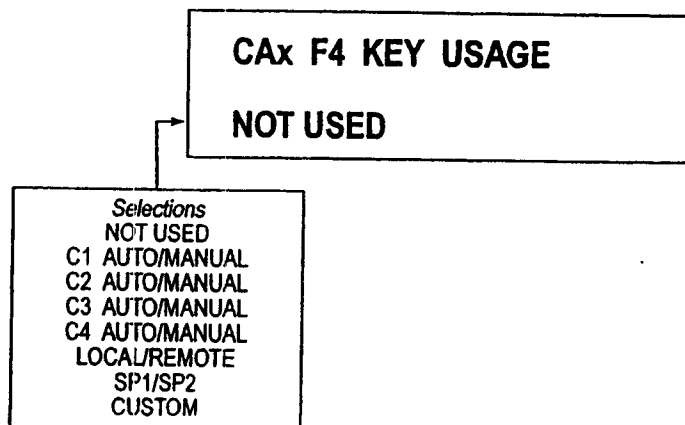 CAx F4 KEY USAGE
NOT USED
Selections
NOT USED
C1 AUTO/MANUAL
C2 AUTO/MANUAL
C3 AUTO/MANUAL
C4 AUTO/MANUAL
LOCAL/REMOTE
SP1/SP2
CUSTOM